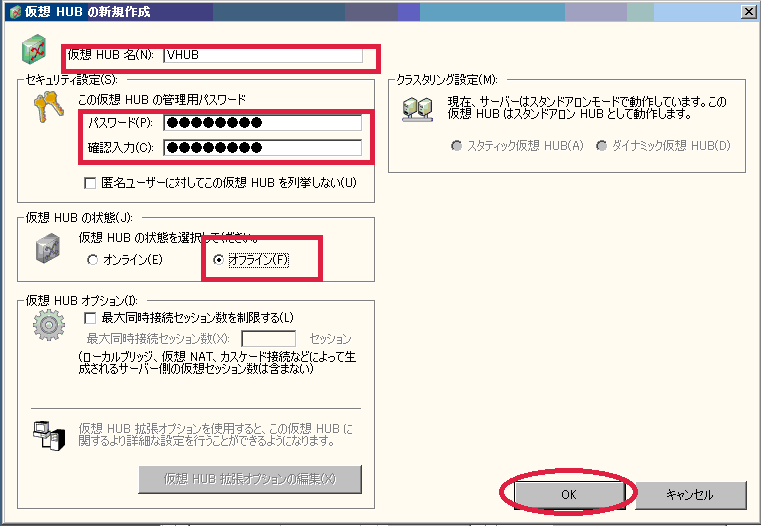 仮想 HUB の新規作成
仮想 HUB 名(N):
VHUB
セキュリティ設定(S):
この仮想 HUB の管理用パスワード
パスワード(P):
●●●●●●●●
確認入力(C):
●●●●●●●●
匿名ユーザーに対してこの仮想 HUB を列挙しない(U)
仮想 HUB の状態(J):
仮想 HUB の状態を選択してください。
オンライン(E)
オフライン(F)
仮想 HUB オプション(I):
最大同時接続セッション数を制限する(L)
最大同時接続セッション数(X):
セッション
(ローカルブリッジ、仮想 NAT、カスケード接続などによって生
成されるサーバー側の仮想セッション数は含まない)
仮想 HUB 拡張オプションを使用すると、この仮想 HUB に
関するより詳細な設定を行うことができるようになります。
仮想 HUB 拡張オプションの編集(X)
クラスタリング設定(M):
現在、サーバーはスタンドアロンモードで動作しています。この
仮想 HUB はスタンドアロン HUB として動作します。
スタティック仮想 HUB(A)
ダイナミック仮想 HUB(D)
OK
キャンセル